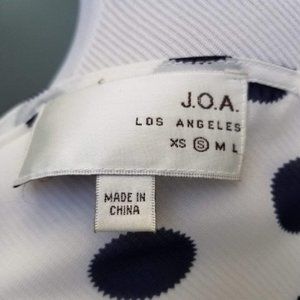 J.O.A.
LOS ANGELES
XS S M L
MADE IN
CHINA